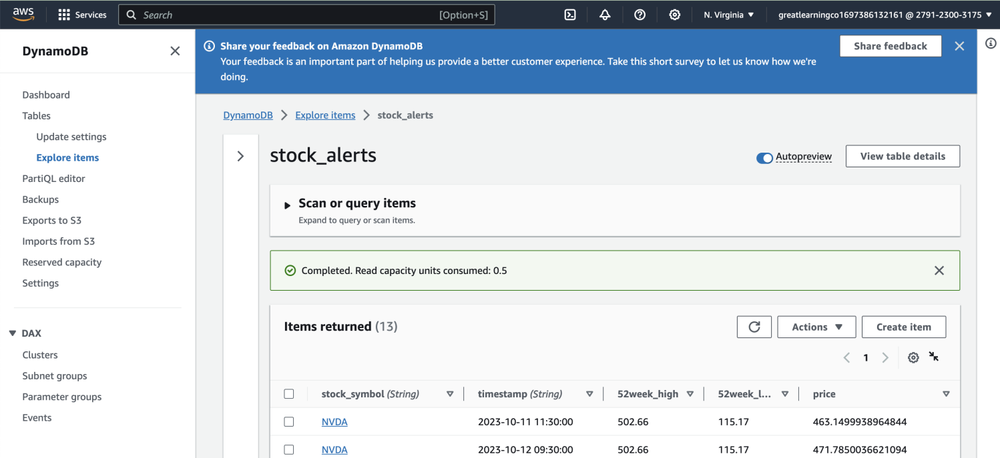 aws
Services
Search
[Option+S]
N. Virginia
greatlearningco1697386132161 @ 2791-2300-3175
DynamoDB
Dashboard
Tables
Update settings
Explore items
PartiQL editor
Backups
Exports to S3
Imports from S3
Reserved capacity
Settings
DAX
Clusters
Subnet groups
Parameter groups
Events
Share your feedback on Amazon DynamoDB
Your feedback is an important part of helping us provide a better customer experience. Take this short survey to let us know how we're
doing.
Share feedback
DynamoDB > Explore items > stock_alerts
stock_alerts
Autopreview
View table details
Scan or query items
Expand to query or scan items.
Completed. Read capacity units consumed: 0.5
Items returned (13)
Actions
Create item
1
stock_symbol (String) timestamp (String) 52week_high 52week_l... price
NVDA 2023-10-11 11:30:00 502.66 115.17 463.1499938964844
NVDA 2023-10-12 09:30:00 502.66 115.17 471.7850036621094